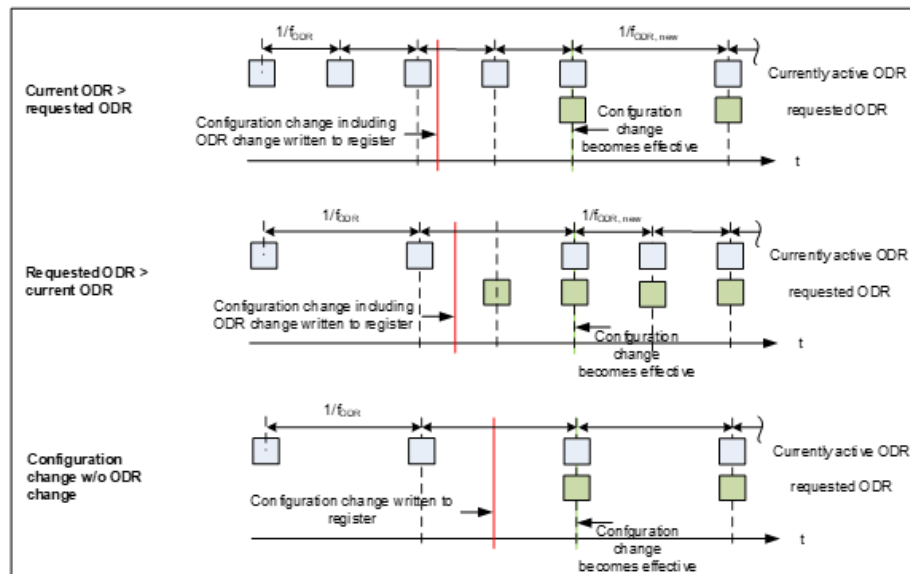 1/fODR
1/fODR, new
Current ODR >
requested ODR
Currently active ODR
requested ODR
Configuration change including
ODR change written to register
Configuration
change
becomes effective
t
1/fODR
1/fODR, new
Requested ODR >
current ODR
Currently active ODR
requested ODR
Configuration change including
ODR change written to register
Configuration
change
becomes effective
t
1/fODR
Configuration
change w/o ODR
change
Currently active ODR
requested ODR
Configuration change written to
register
Configuration
change
becomes effective
t